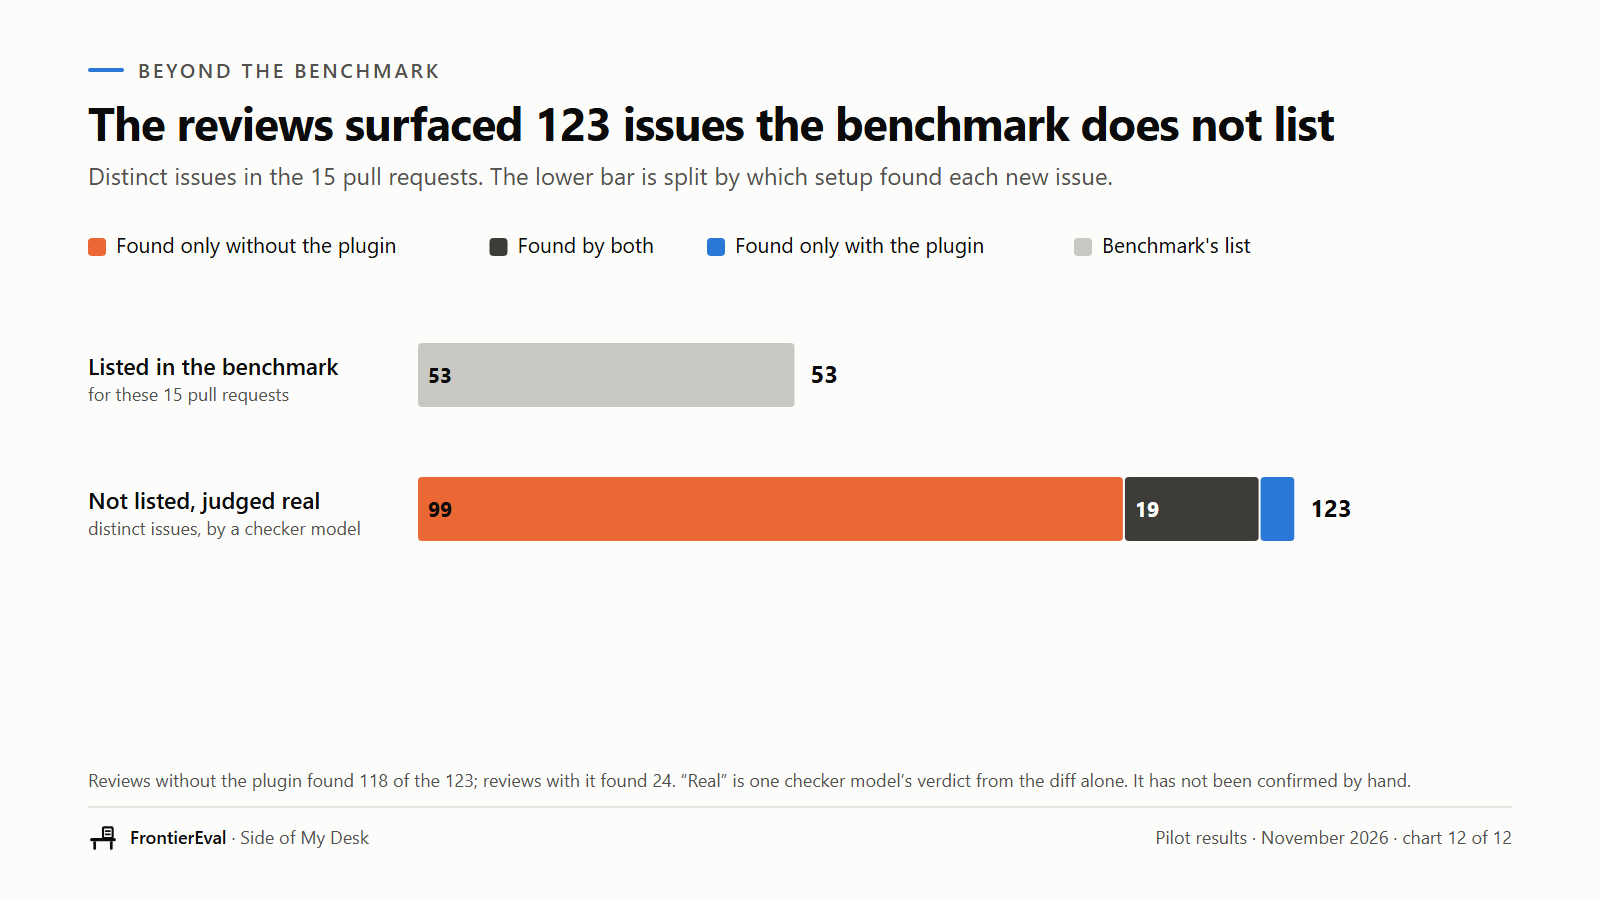 BEYOND THE BENCHMARK
The reviews surfaced 123 issues the benchmark does not list
Distinct issues in the 15 pull requests. The lower bar is split by which setup found each new issue.
Found only without the plugin
Found by both
Found only with the plugin
Benchmark's list
Listed in the benchmark
for these 15 pull requests
53
53
Not listed, judged real
distinct issues, by a checker model
99
19
123
Reviews without the plugin found 118 of the 123; reviews with it found 24. “Real” is one checker model’s verdict from the diff alone. It has not been confirmed by hand.
FrontierEval · Side of My Desk
Pilot results · November 2026 · chart 12 of 12